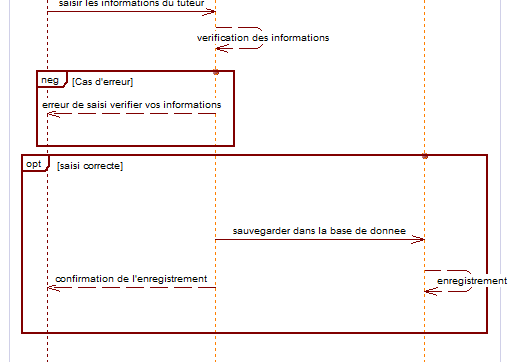 saisir les informations du tuteur
verification des informations
neg [Cas d'erreur]
erreur de saisi verifier vos informations
opt [saisi correcte]
sauvegarder dans la base de donnee
confirmation de l'enregistrement
enregistrement